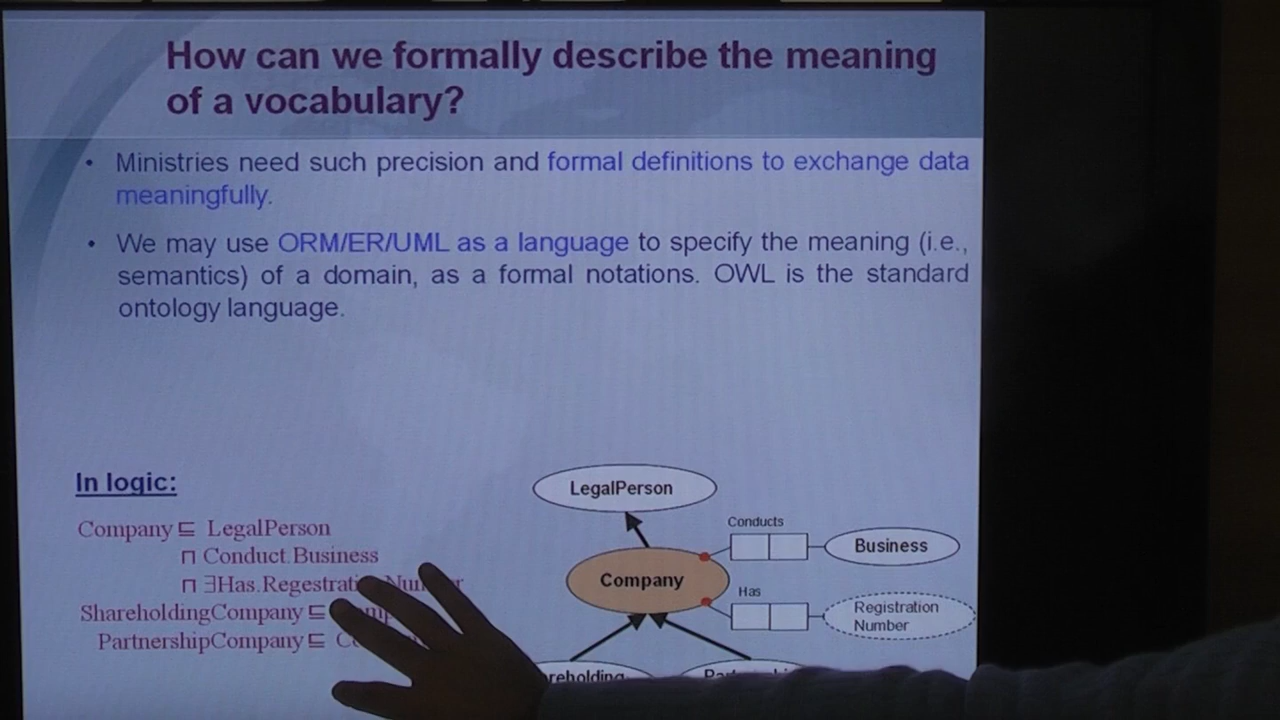 How can we formally describe the meaning
of a vocabulary?
• Ministries need such precision and formal definitions to exchange data
meaningfully.
• We may use ORM/ER/UML as a language to specify the meaning (i.e.,
semantics) of a domain, as a formal notations. OWL is the standard
ontology language.
In logic:
Company ⊑ LegalPerson
⊓ Conduct.Business
⊓ ∃Has.
ShareholdingCompany ⊑
PartnershipCompany ⊑
LegalPerson
Conducts
Business
Company
Has
Registration
Number